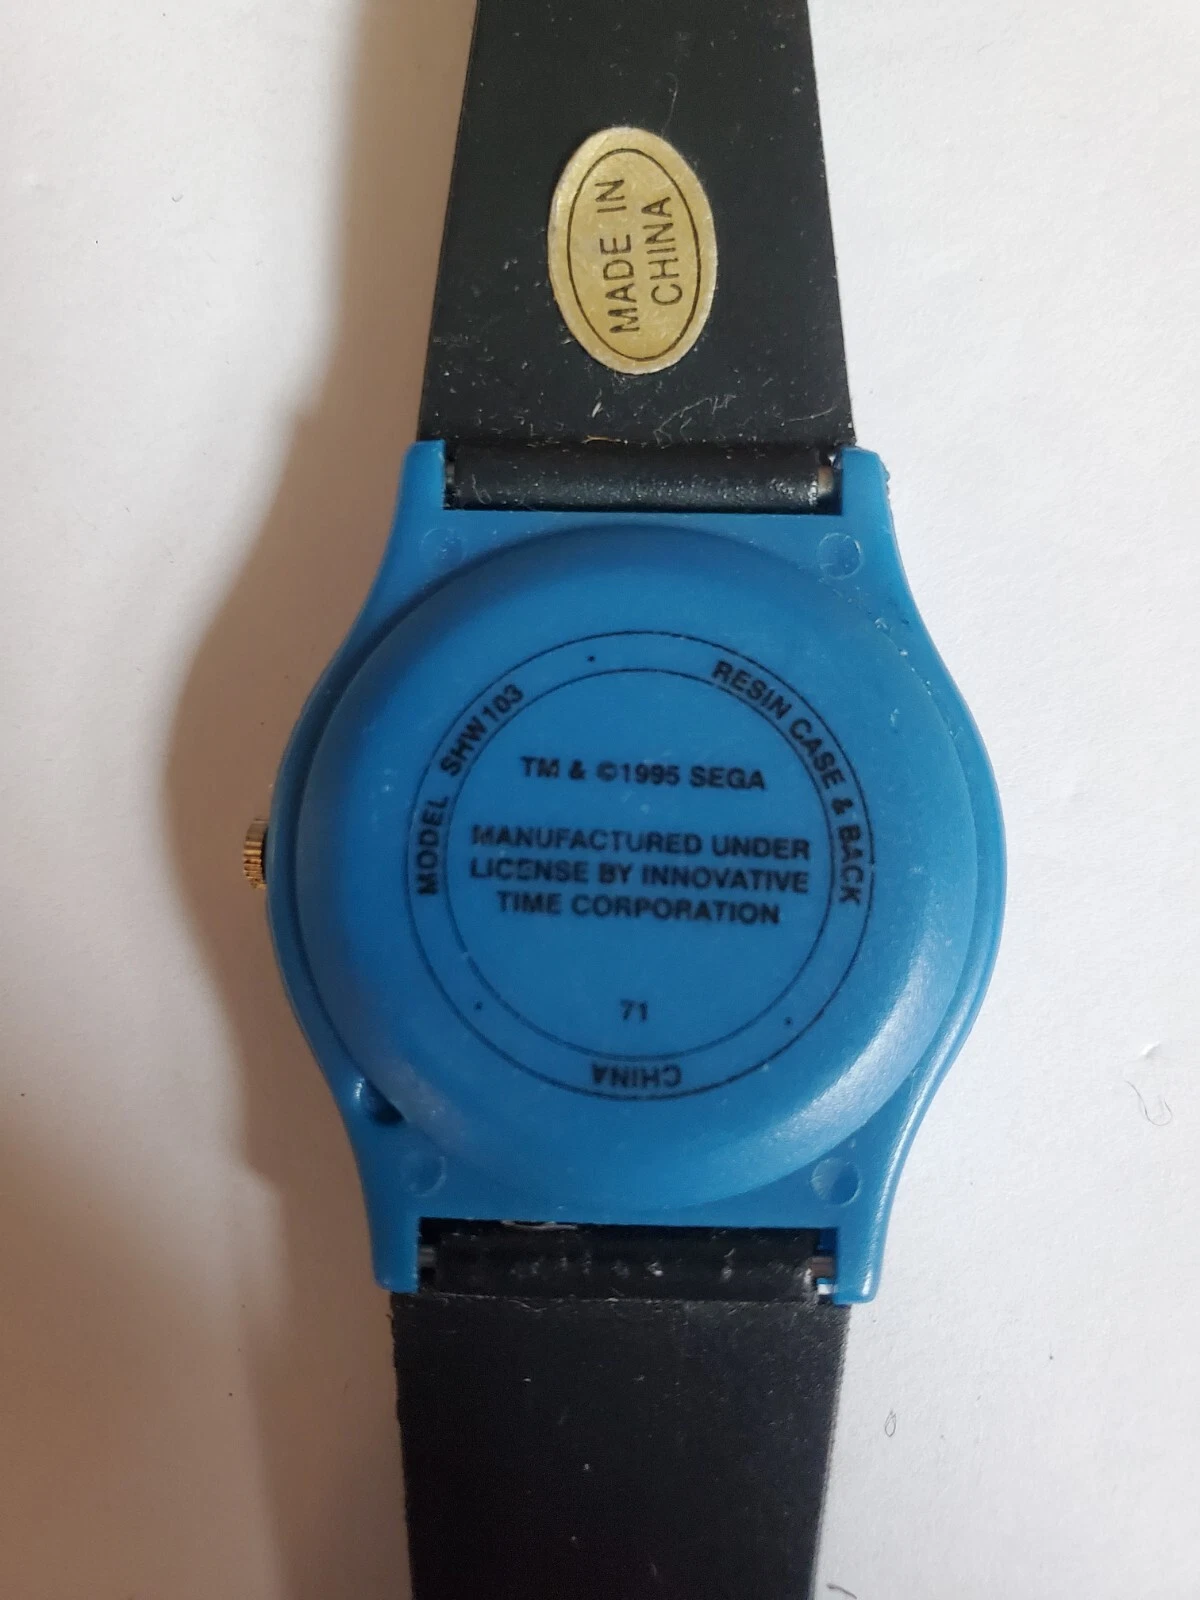 MADE IN
CHINA
MODEL SHW103
RESIN CASE & BACK
TM & ©1995 SEGA
MANUFACTURED UNDER
LICENSE BY INNOVATIVE
TIME CORPORATION
71
CHINA